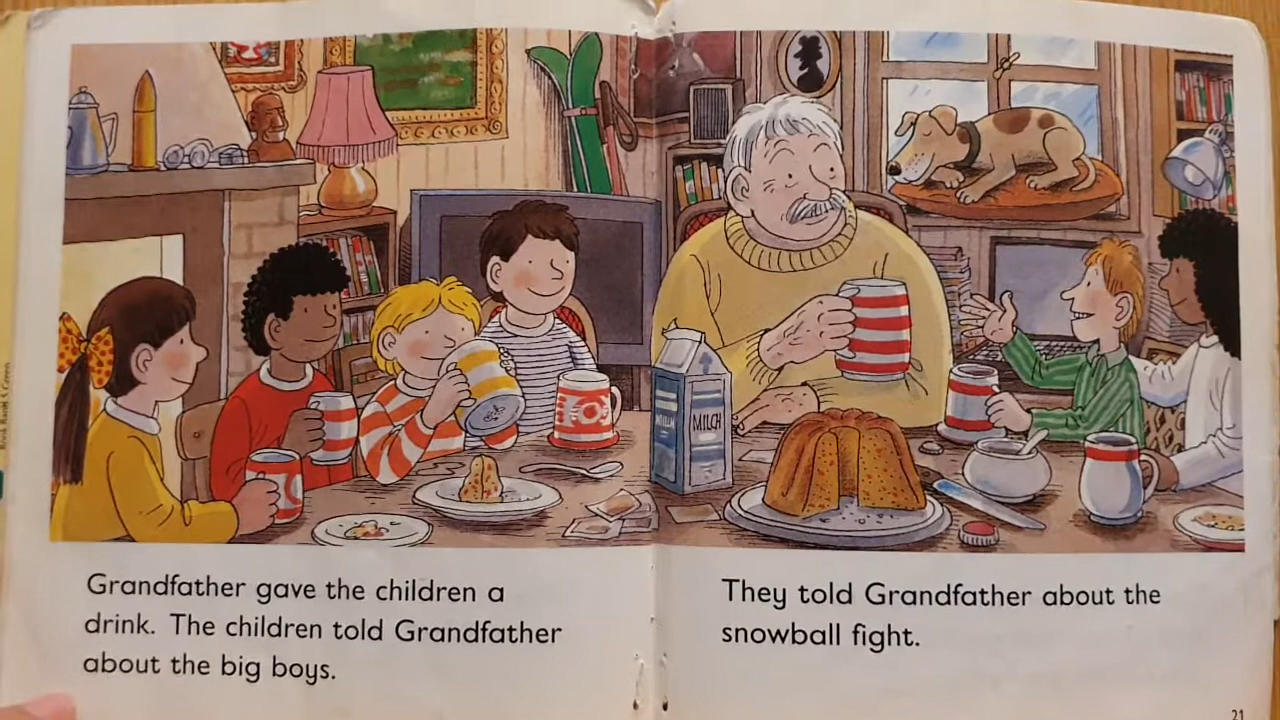 MILCH
Grandfather gave the children a
drink. The children told Grandfather
about the big boys.
They told Grandfather about the
snowball fight.
21